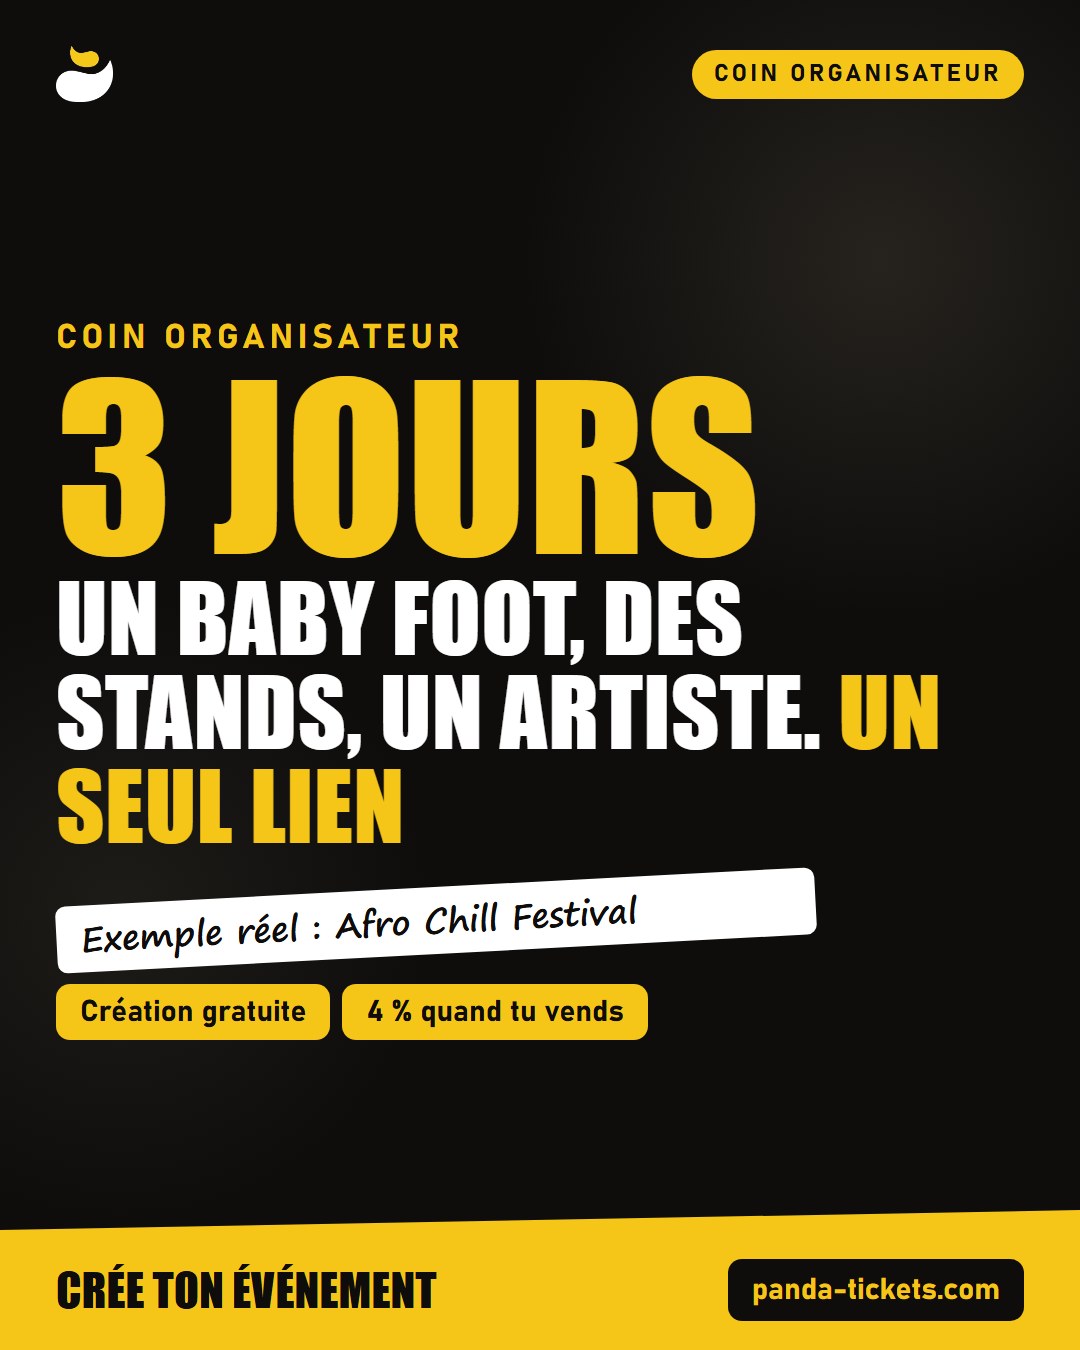 COIN ORGANISATEUR
COIN ORGANISATEUR
3 JOURS
UN BABY FOOT, DES
STANDS, UN ARTISTE. UN
SEUL LIEN
Exemple réel : Afro Chill Festival
Création gratuite
4 % quand tu vends
CRÉE TON ÉVÉNEMENT
panda-tickets.com